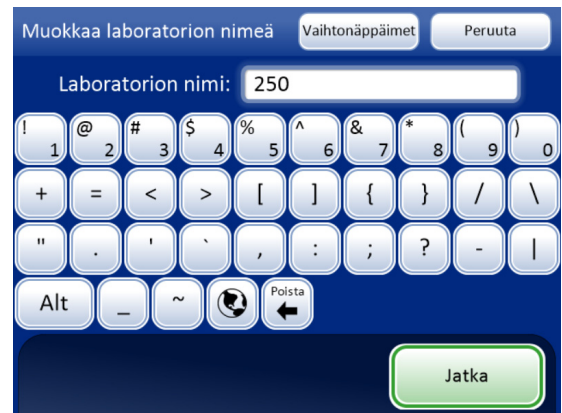 Muokkaa laboratorion nimeä Vaihtonäppäimet Peruuta
Laboratorion nimi: 250
! 1 @ 2 # 3 $ 4 % 5 ^ 6 & 7 * 8 ( 9 ) 0
+ = < > [ ] { } / \
" . ' ` , : ; ? - |
Alt _ ~ Poista
Jatka